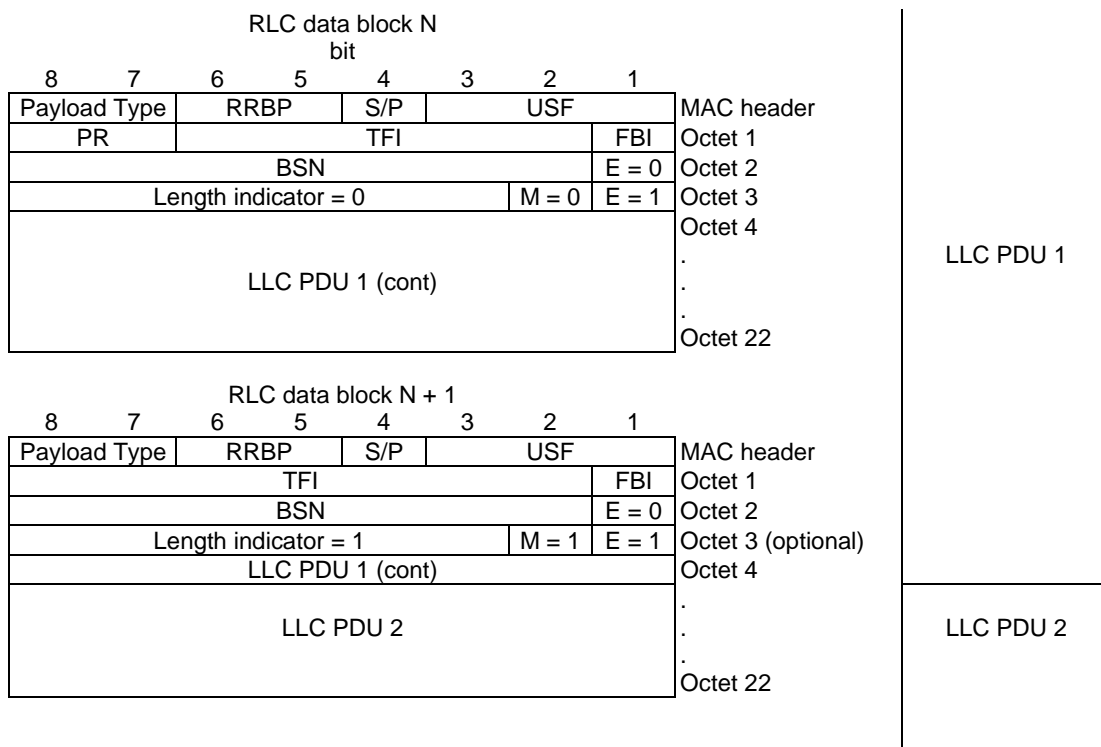 RLC data block N
bit
8 7 6 5 4 3 2 1
Payload Type RRBP S/P USF MAC header
PR TFI FBI Octet 1
BSN E = 0 Octet 2
Length indicator = 0 M = 0 E = 1 Octet 3
Octet 4
.
LLC PDU 1 (cont) .
.
Octet 22
LLC PDU 1
RLC data block N + 1
8 7 6 5 4 3 2 1
Payload Type RRBP S/P USF MAC header
TFI FBI Octet 1
BSN E = 0 Octet 2
Length indicator = 1 M = 1 E = 1 Octet 3 (optional)
LLC PDU 1 (cont) Octet 4
.
LLC PDU 2 .
.
Octet 22
LLC PDU 2